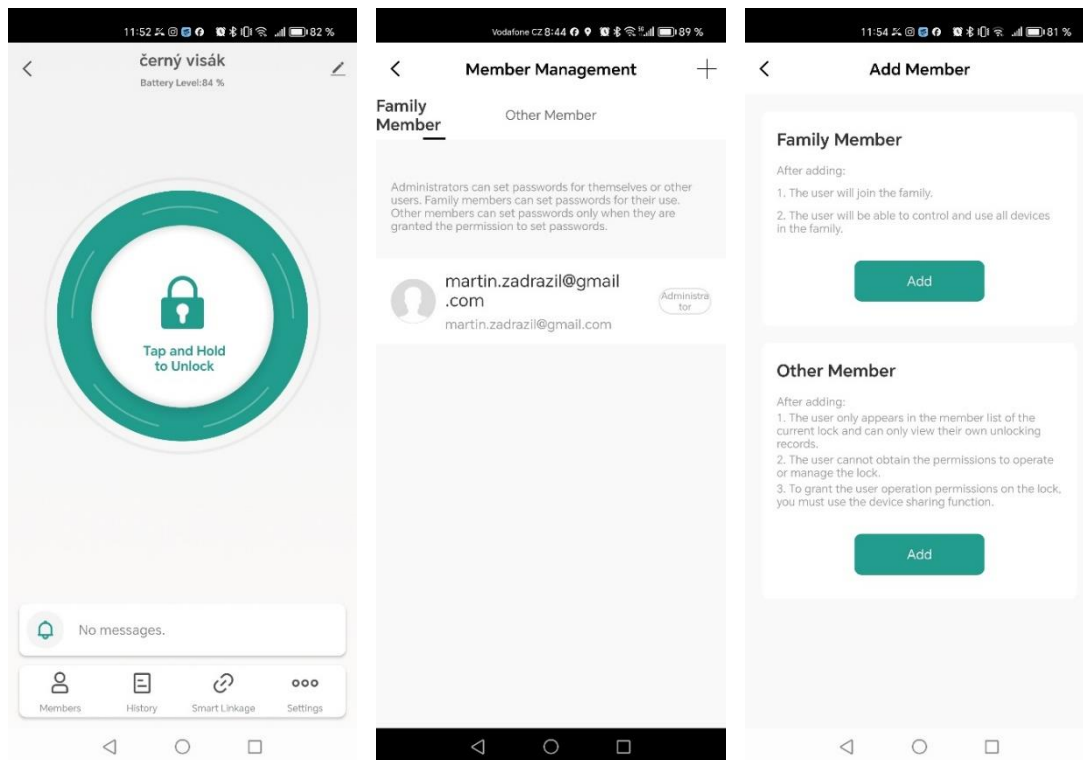 11:52 82 %
černý visák
Battery Level:84 %
Tap and Hold
to Unlock
No messages.
Members History Smart Linkage Settings
Vodafone CZ 8:44 89 %
Member Management
Family
Member
Other Member
Administrators can set passwords for themselves or other
users. Family members can set passwords for their use.
Other members can set passwords only when they are
granted the permission to set passwords.
martin.zadrazil@gmail
.com
Administra
tor
martin.zadrazil@gmail.com
11:54 81 %
Add Member
Family Member
After adding:
1. The user will join the family.
2. The user will be able to control and use all devices
in the family.
Add
Other Member
After adding:
1. The user only appears in the member list of the
current lock and can only view their own unlocking
records.
2. The user cannot obtain the permissions to operate
or manage the lock.
3. To grant the user operation permissions on the lock,
you must use the device sharing function.
Add